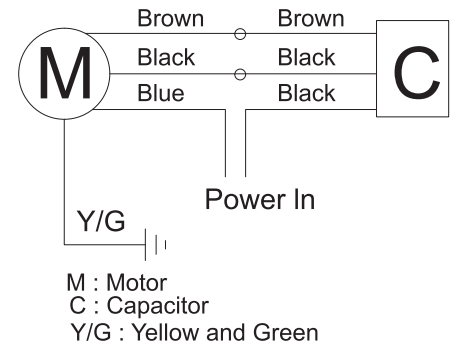 Brown Brown
Black Black
M C
Blue Black
Power In
Y/G
M : Motor
C : Capacitor
Y/G : Yellow and Green